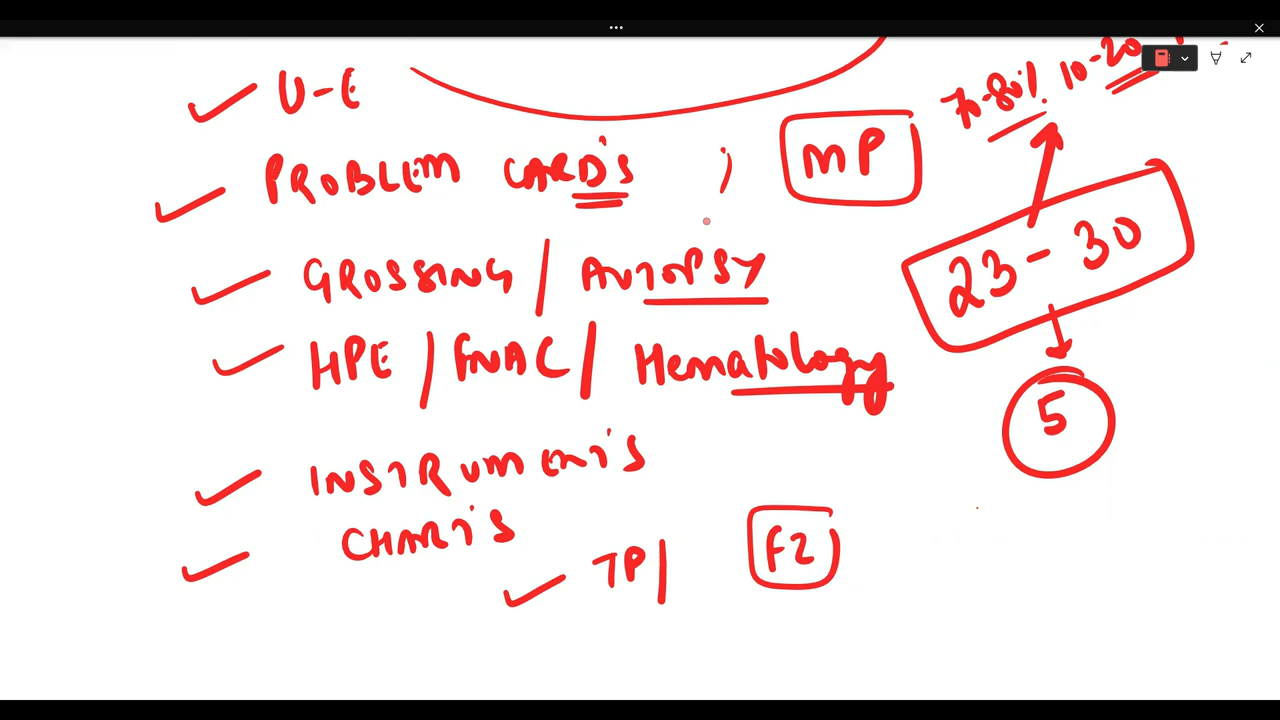 70-80% 10-20
U-E
PROBLEM CARD'S ; MP
23-30
GROSSING / AUTOPSY
HPE / FNAC / Hematology
5
INSTRUMENT'S
CHART'S
TP/ F2